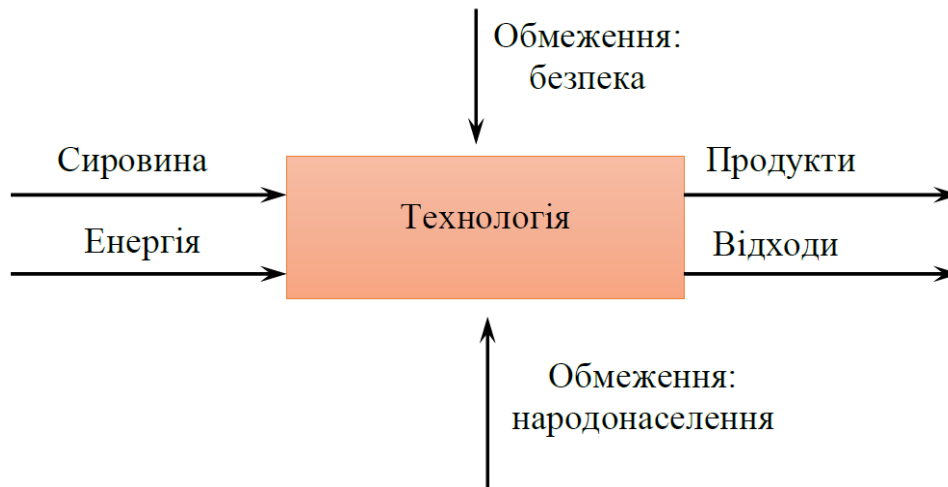 Обмеження:
безпека
Сировина
Продукти
Технологія
Енергія
Відходи
Обмеження:
народонаселення